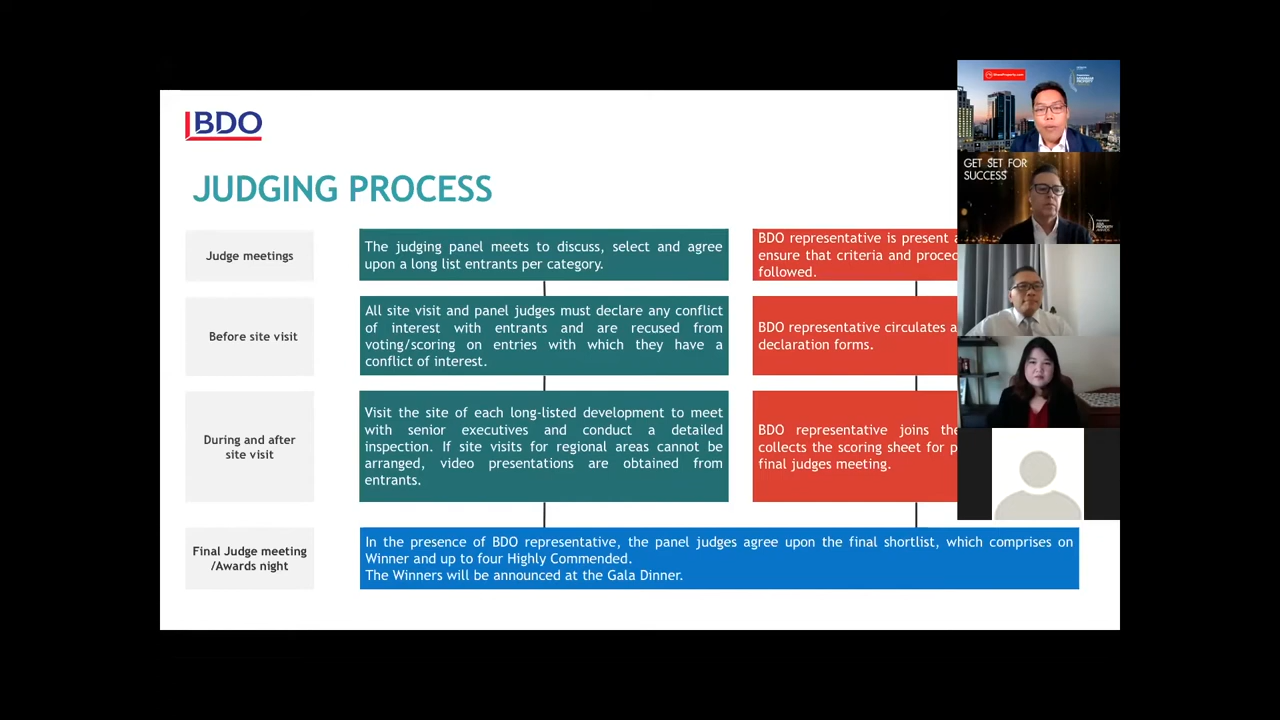 BDO
JUDGING PROCESS
Judge meetings
The judging panel meets to discuss, select and agree
upon a long list entrants per category.
BDO representative is present
ensure that criteria and
followed.
Before site visit
All site visit and panel judges must declare any conflict
of interest with entrants and are recused from
voting/scoring on entries with which they have a
conflict of interest.
BDO representative circulates
declaration forms.
During and after
site visit
Visit the site of each long-listed development to meet
with senior executives and conduct a detailed
inspection. If site visits for regional areas cannot be
arranged, video presentations are obtained from
entrants.
BDO representative joins
collects the scoring sheet for
final judges meeting.
Final Judge meeting
/Awards night
In the presence of BDO representative, the panel judges agree upon the final shortlist, which comprises on
Winner and up to four Highly Commended.
The Winners will be announced at the Gala Dinner.
GET SET FOR
SUCCESS